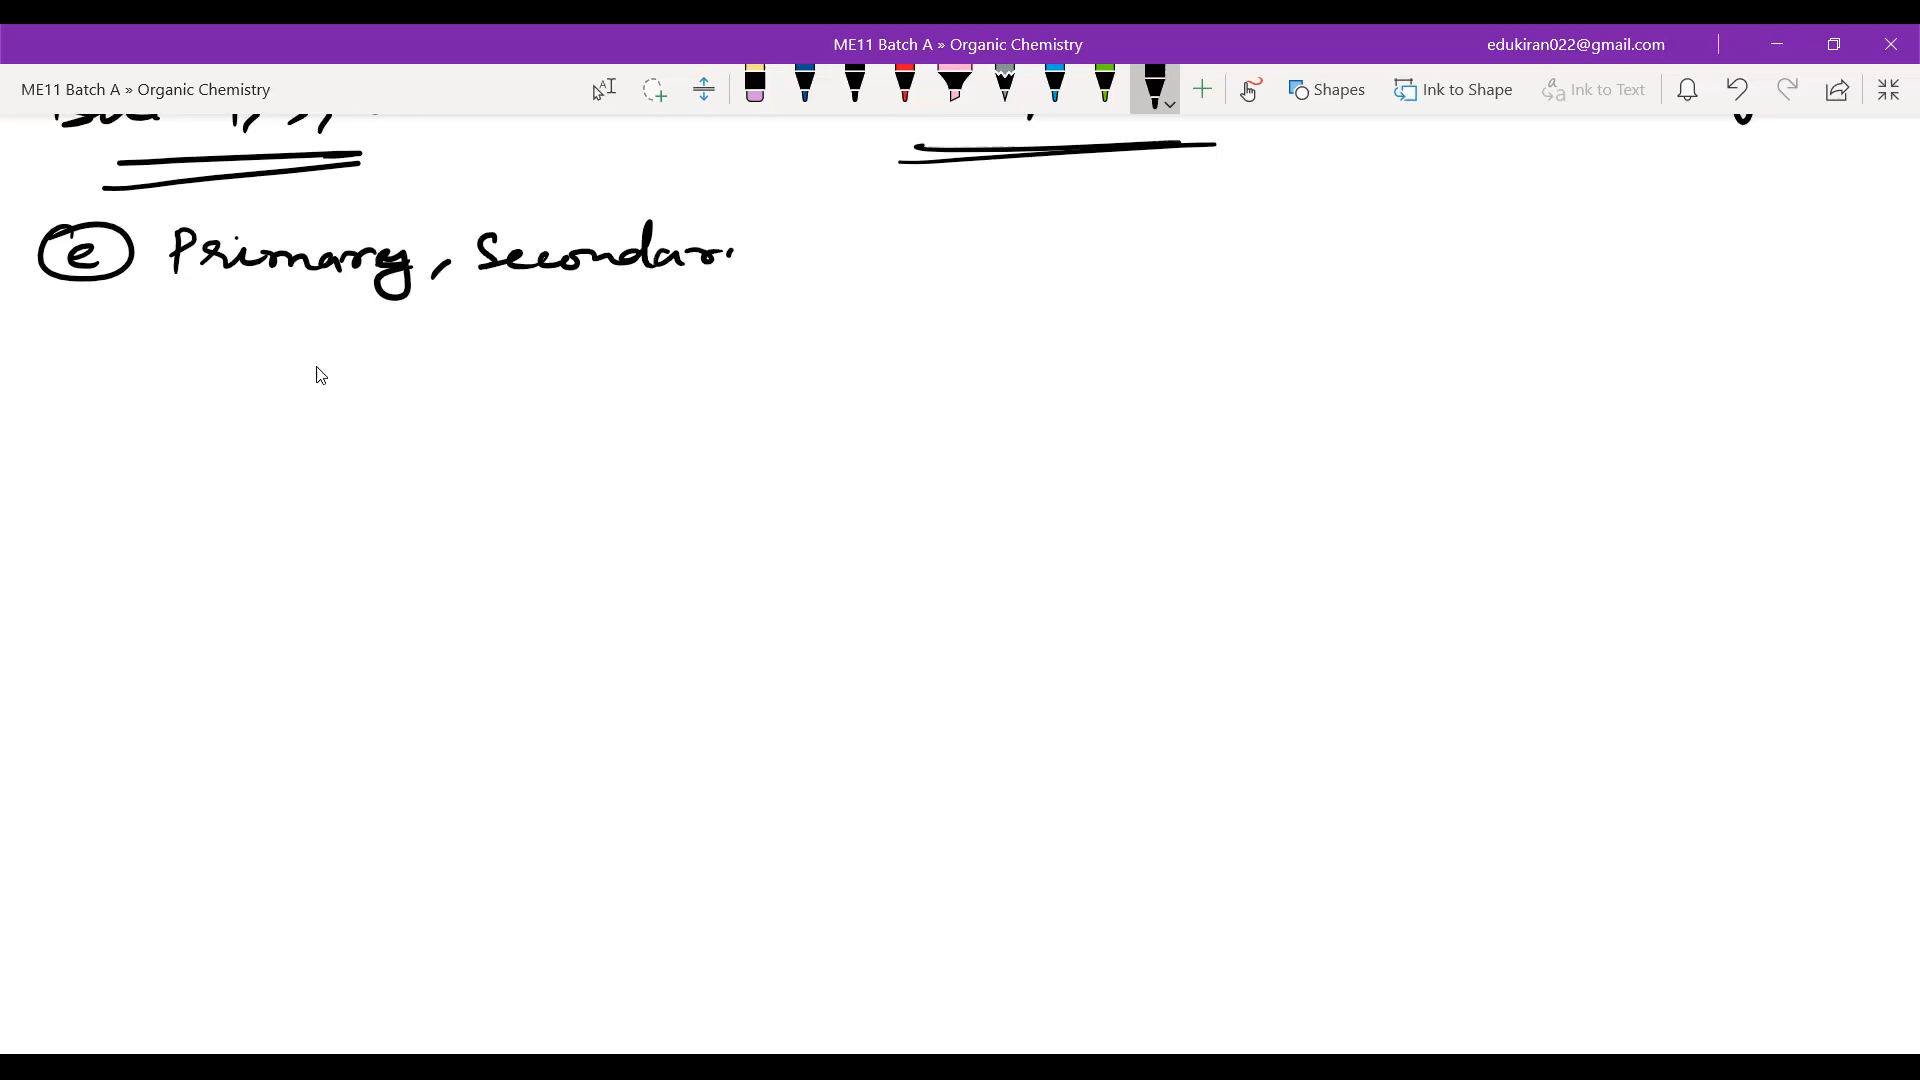 ME11 Batch A » Organic Chemistry edukiran022@gmail.com
ME11 Batch A » Organic Chemistry Shapes Ink to Shape Ink to Text
e Primary, Secondar